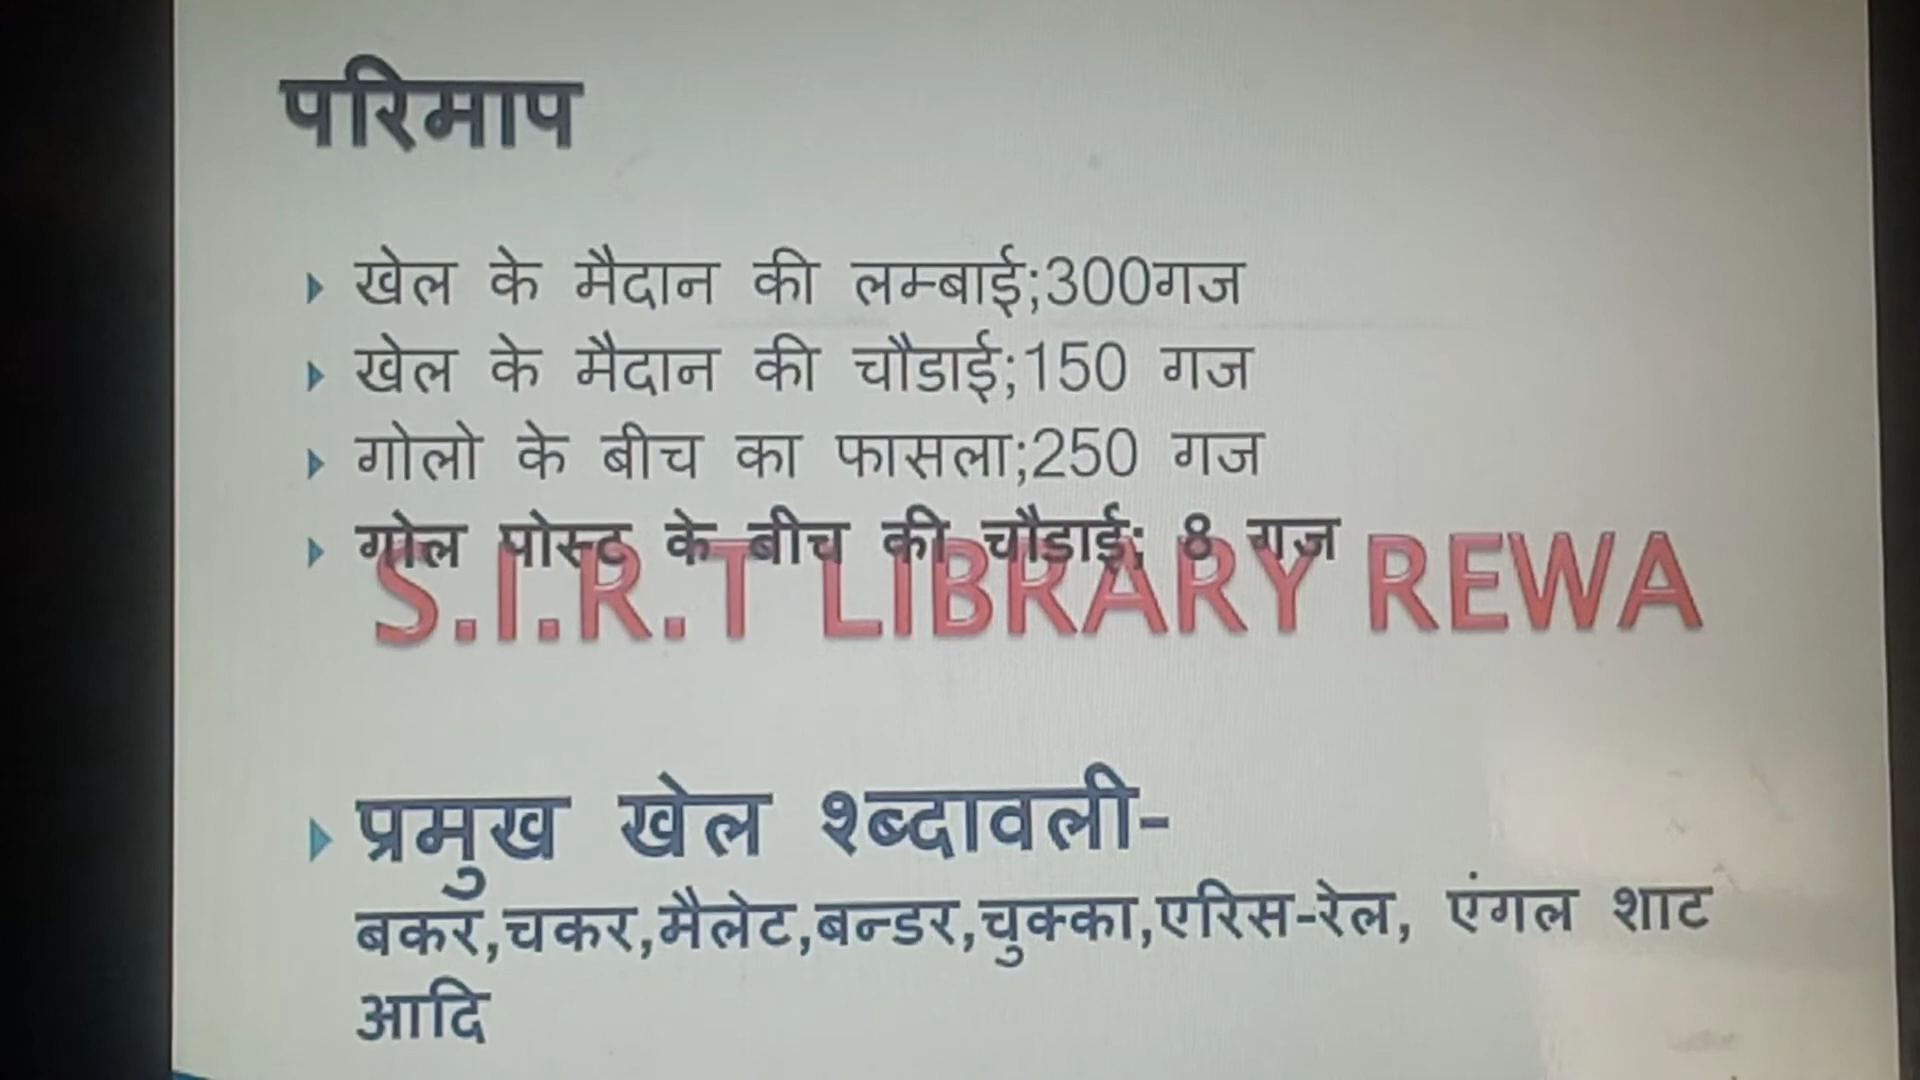 परिमाप
खेल के मैदान की लम्बाई;300गज
खेल के मैदान की चौडाई;150 गज
गोलो के बीच का फासला;250 गज
गोल पोस्ट के बीच की चौडाई; 8 गज
S.I.R.T LIBRARY REWA
प्रमुख खेल श्ब्दावली-
बकर,चकर,मैलेट,बन्डर,चुक्का,एरिस-रेल, एंगल शाट
आदि